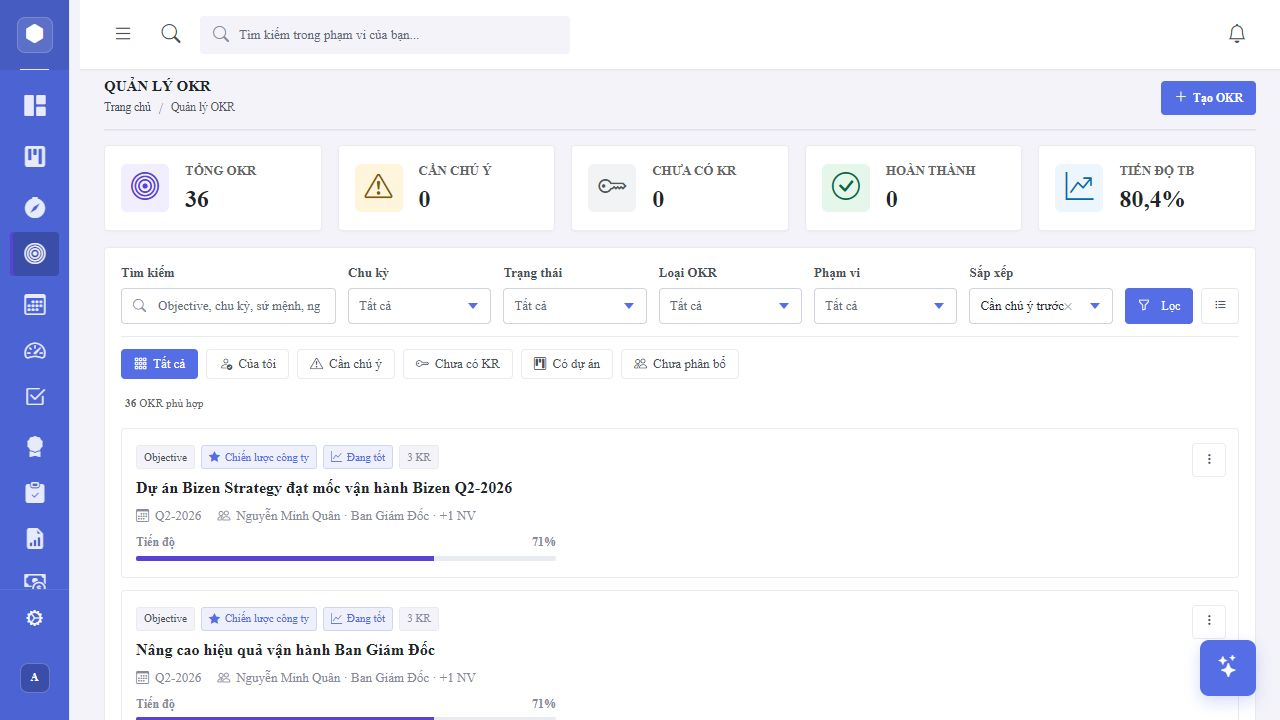 Tìm kiếm trong phạm vi của bạn...
QUẢN LÝ OKR
Trang chủ / Quản lý OKR
+ Tạo OKR
TỔNG OKR
36
CẦN CHÚ Ý
0
CHƯA CÓ KR
0
HOÀN THÀNH
0
TIẾN ĐỘ TB
80,4%
Tìm kiếm
Objective, chu kỳ, sứ mệnh, ng
Chu kỳ
Tất cả
Trạng thái
Tất cả
Loại OKR
Tất cả
Phạm vi
Tất cả
Sắp xếp
Cần chú ý trước×
Lọc
Tất cả
Của tôi
Cần chú ý
Chưa có KR
Có dự án
Chưa phân bổ
36 OKR phù hợp
Objective Chiến lược công ty Đang tốt 3 KR
Dự án Bizen Strategy đạt mốc vận hành Bizen Q2-2026
Q2-2026 Nguyễn Minh Quân · Ban Giám Đốc · +1 NV
Tiến độ 71%
Objective Chiến lược công ty Đang tốt 3 KR
Nâng cao hiệu quả vận hành Ban Giám Đốc
Q2-2026 Nguyễn Minh Quân · Ban Giám Đốc · +1 NV
Tiến độ 71%
A